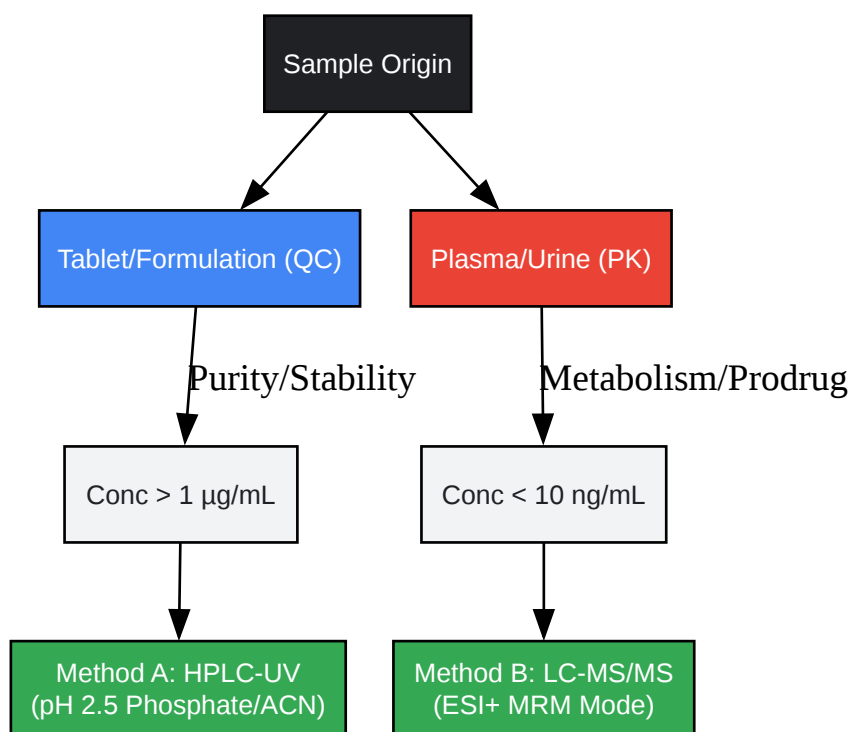 Sample Origin
Tablet/Formulation (QC)
Plasma/Urine (PK)
Purity/Stability
Metabolism/Prodrug
Conc > 1 µg/mL
Conc < 10 ng/mL
Method A: HPLC-UV
(pH 2.5 Phosphate/ACN)
Method B: LC-MS/MS
(ESI+ MRM Mode)